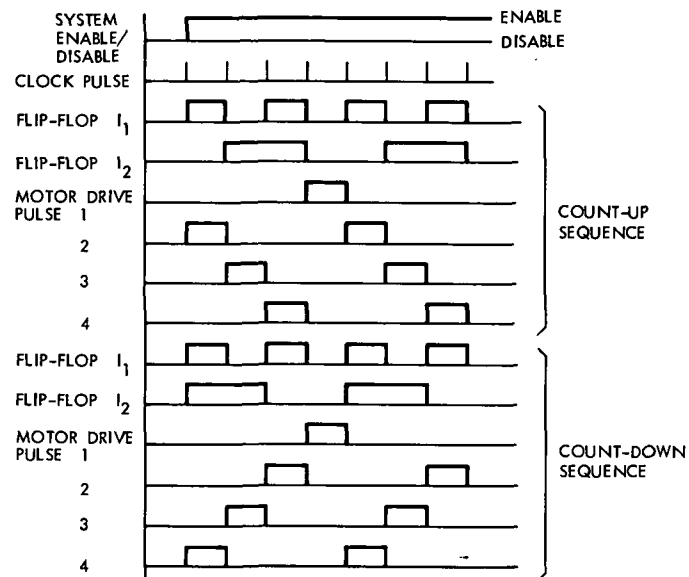 SYSTEM
ENABLE/
DISABLE
ENABLE
DISABLE
CLOCK PULSE
FLIP-FLOP I1
FLIP-FLOP I2
MOTOR DRIVE
PULSE 1
2
3
4
COUNT-UP
SEQUENCE
FLIP-FLOP I1
FLIP-FLOP I2
MOTOR DRIVE
PULSE 1
2
3
4
COUNT-DOWN
SEQUENCE